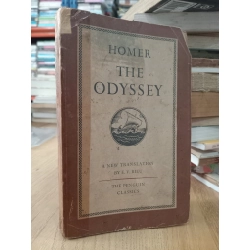 HOMER
THE
ODYSSEY
A NEW TRANSLATION
BY E. V. RIEU
THE PENGUIN
CLASSICS